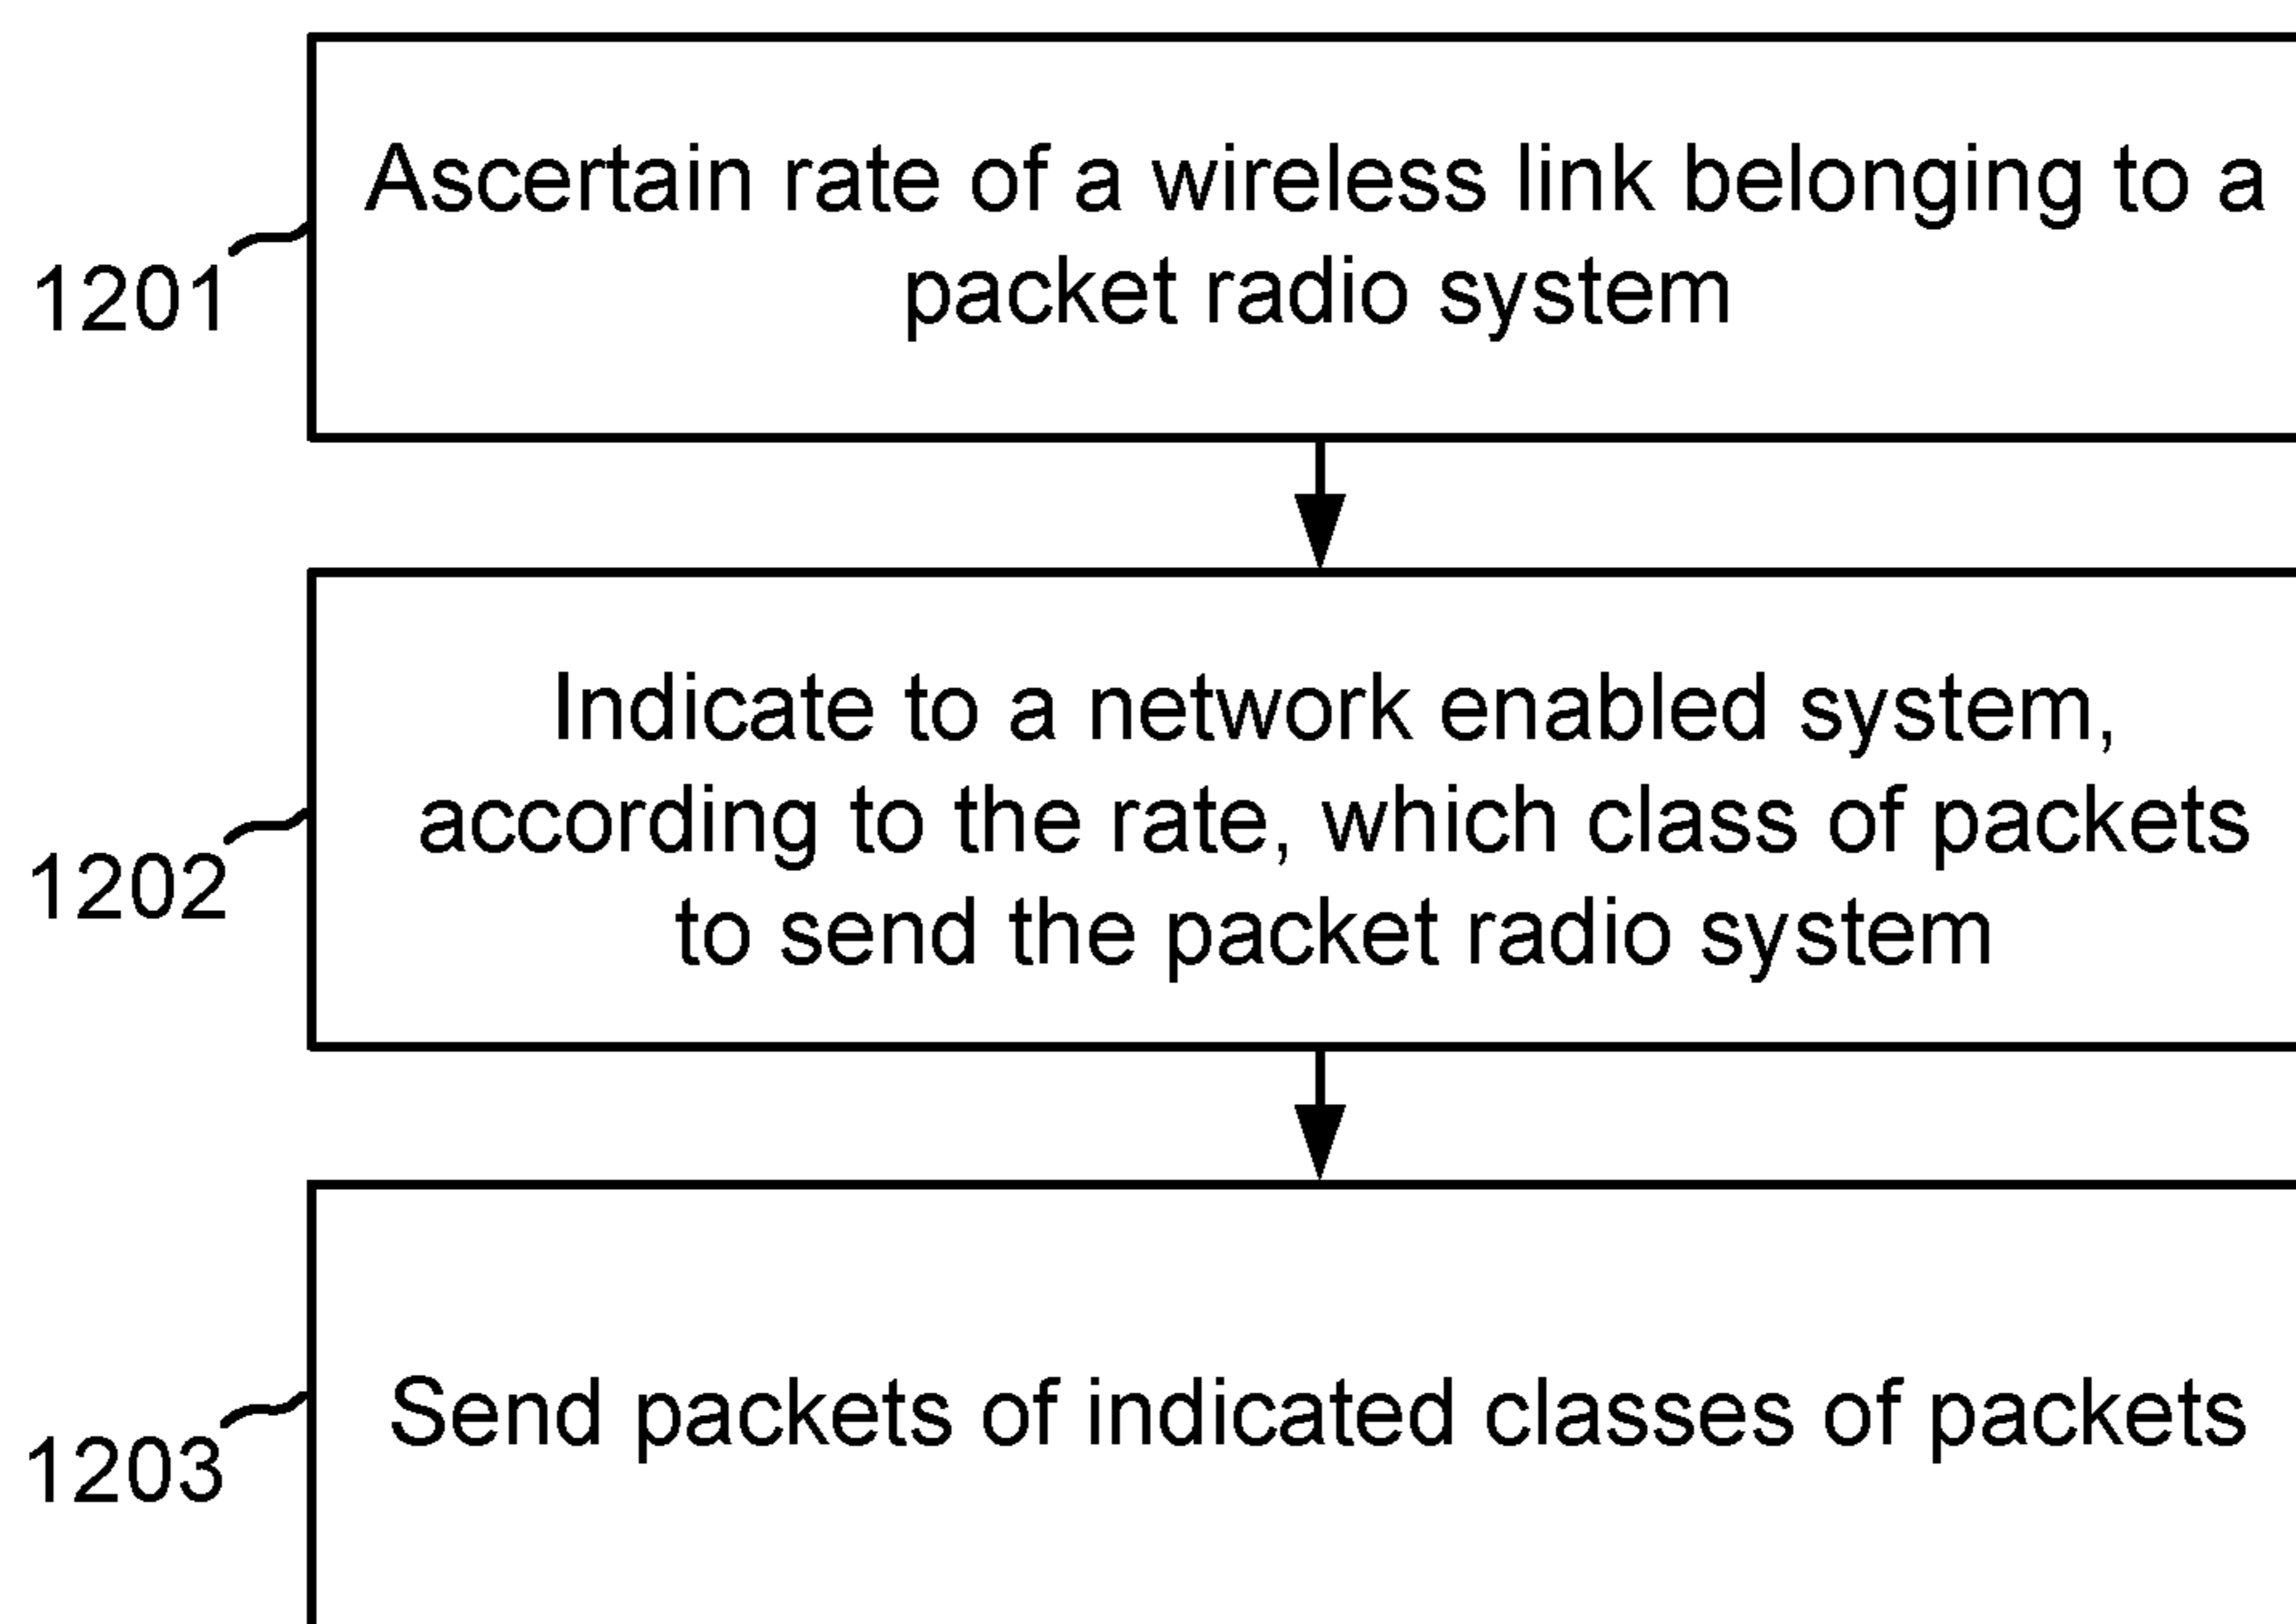 Ascertain rate of a wireless link belonging to a
packet radio system
1201
Indicate to a network enabled system,
according to the rate, which class of packets
to send the packet radio system
1202
Send packets of indicated classes of packets
1203